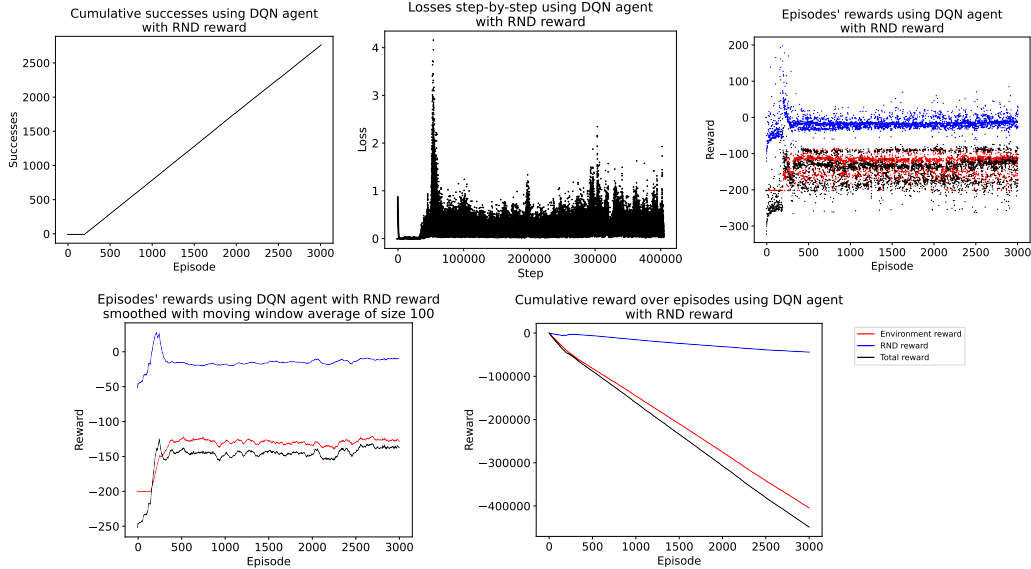 Cumulative successes using DQN agent
with RND reward
Successes
2500
2000
1500
1000
500
0
0 500 1000 1500 2000 2500 3000
Episode
Losses step-by-step using DQN agent
with RND reward
Loss
4
3
2
1
0
0 100000 200000 300000 400000
Step
Episodes' rewards using DQN agent
with RND reward
Reward
200
100
0
−100
−200
−300
0 500 1000 1500 2000 2500 3000
Episode
Episodes' rewards using DQN agent with RND reward
smoothed with moving window average of size 100
Reward
0
−50
−100
−150
−200
−250
0 500 1000 1500 2000 2500 3000
Episode
Cumulative reward over episodes using DQN agent
with RND reward
Reward
0
−100000
−200000
−300000
−400000
0 500 1000 1500 2000 2500 3000
Episode
Environment reward
RND reward
Total reward